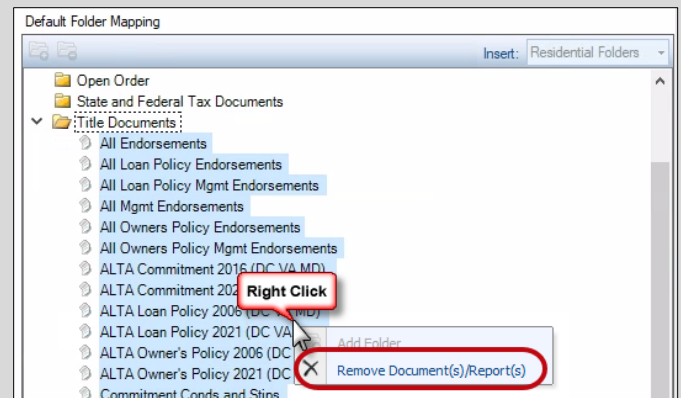 Default Folder Mapping
Insert: Residential Folders
Open Order
State and Federal Tax Documents
Title Documents
All Endorsements
All Loan Policy Endorsements
All Loan Policy Mgmt Endorsements
All Mgmt Endorsements
All Owners Policy Endorsements
All Owners Policy Mgmt Endorsements
ALTA Commitment 2016 (DC VA MD)
ALTA Commitment 202
Right Click
ALTA Loan Policy 2006 (DC VA MD)
ALTA Loan Policy 2021 (DC VA
Add Folder
ALTA Owner's Policy 2006 (DC
Remove Document(s)/Report(s)
ALTA Owner's Policy 2021 (DC
Commitment Conds and Stips